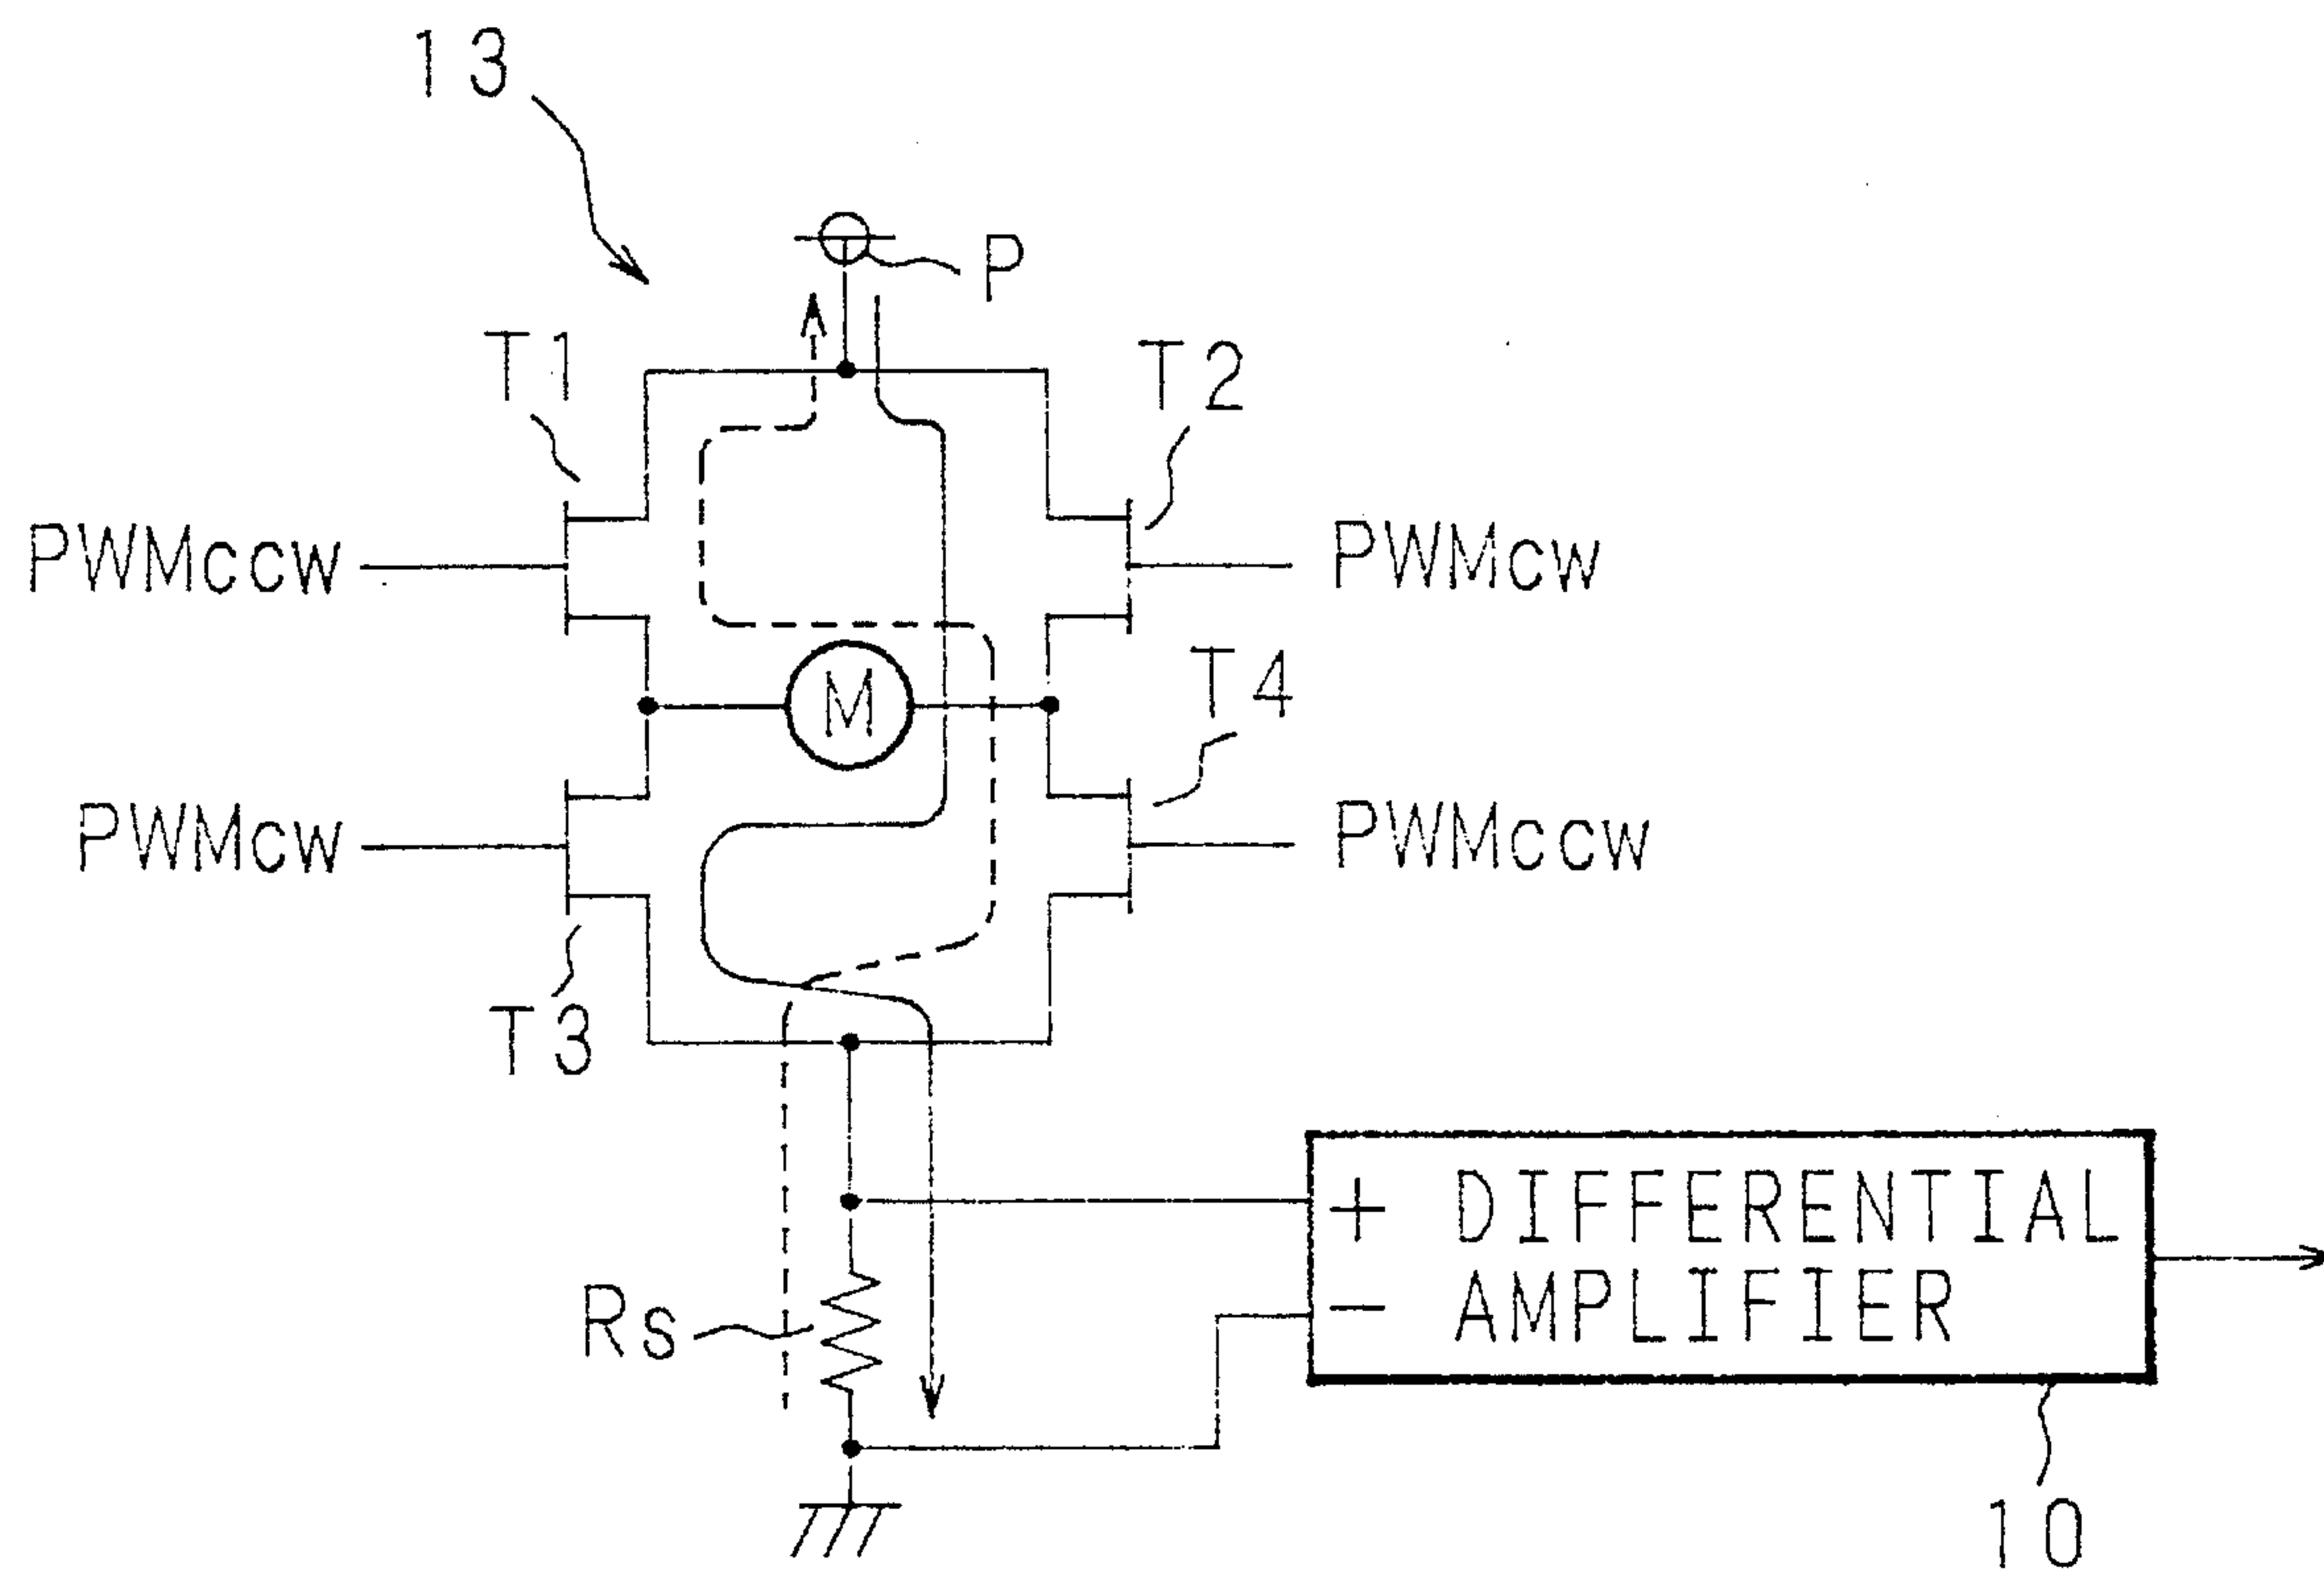 13
P
T1
T2
PWMccw
PWMcw
M
T4
PWMcw
PWMccw
T3
+ DIFFERENTIAL
- AMPLIFIER
Rs
10